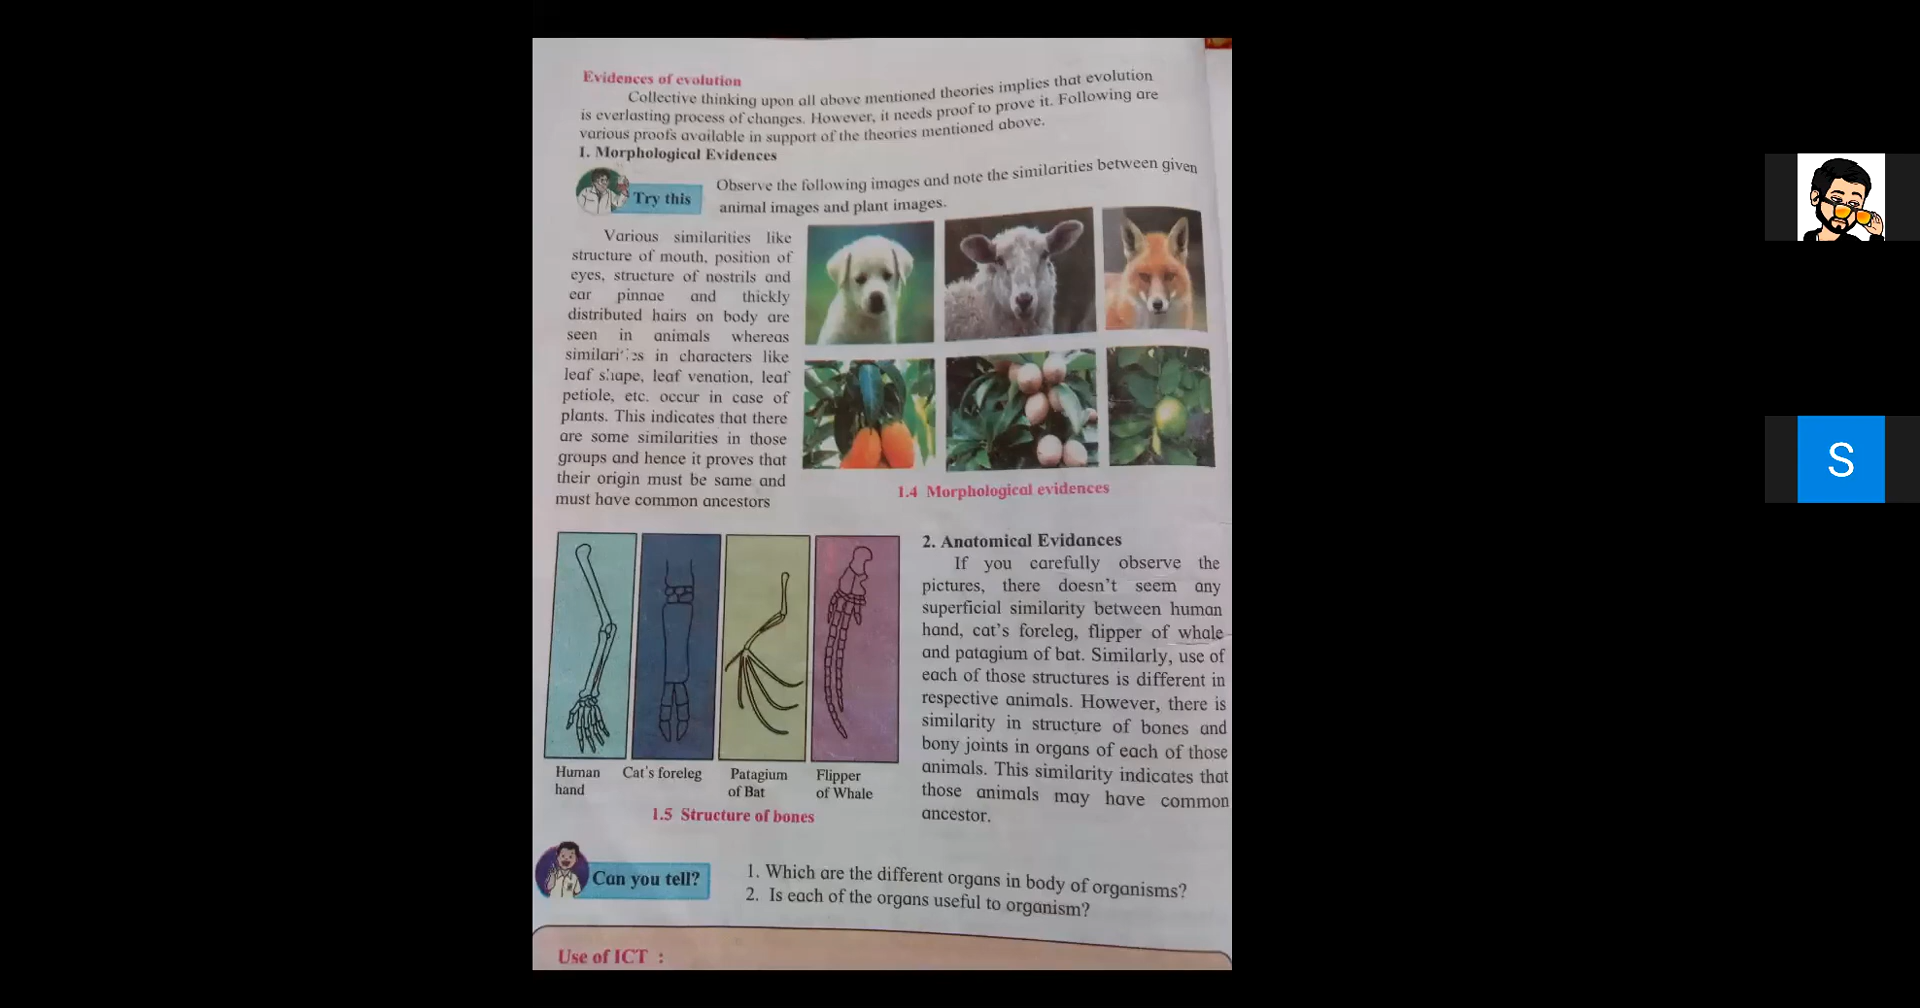 Evidences of evolution
Collective thinking upon all above mentioned theories implies that evolution
is everlasting process of changes. However, it needs proof to prove it. Following are
various proofs available in support of the theories mentioned above.
1. Morphological Evidences
Try this
Observe the following images and note the similarities between given
animal images and plant images.
Various similarities like
structure of mouth, position of
eyes, structure of nostrils and
ear pinnae and thickly
distributed hairs on body are
seen in animals whereas
similarities in characters like
leaf shape, leaf venation, leaf
petiole, etc. occur in case of
plants. This indicates that there
are some similarities in those
groups and hence it proves that
their origin must be same and
must have common ancestors
1.4 Morphological evidences
Human hand
Cat's foreleg
Patagium of Bat
Flipper of Whale
1.5 Structure of bones
2. Anatomical Evidances
If you carefully observe the
pictures, there doesn't seem any
superficial similarity between human
hand, cat's foreleg, flipper of whale
and patagium of bat. Similarly, use of
each of those structures is different in
respective animals. However, there is
similarity in structure of bones and
bony joints in organs of each of those
animals. This similarity indicates that
those animals may have common
ancestor.
Can you tell?
1. Which are the different organs in body of organisms?
2. Is each of the organs useful to organism?
Use of ICT :
S